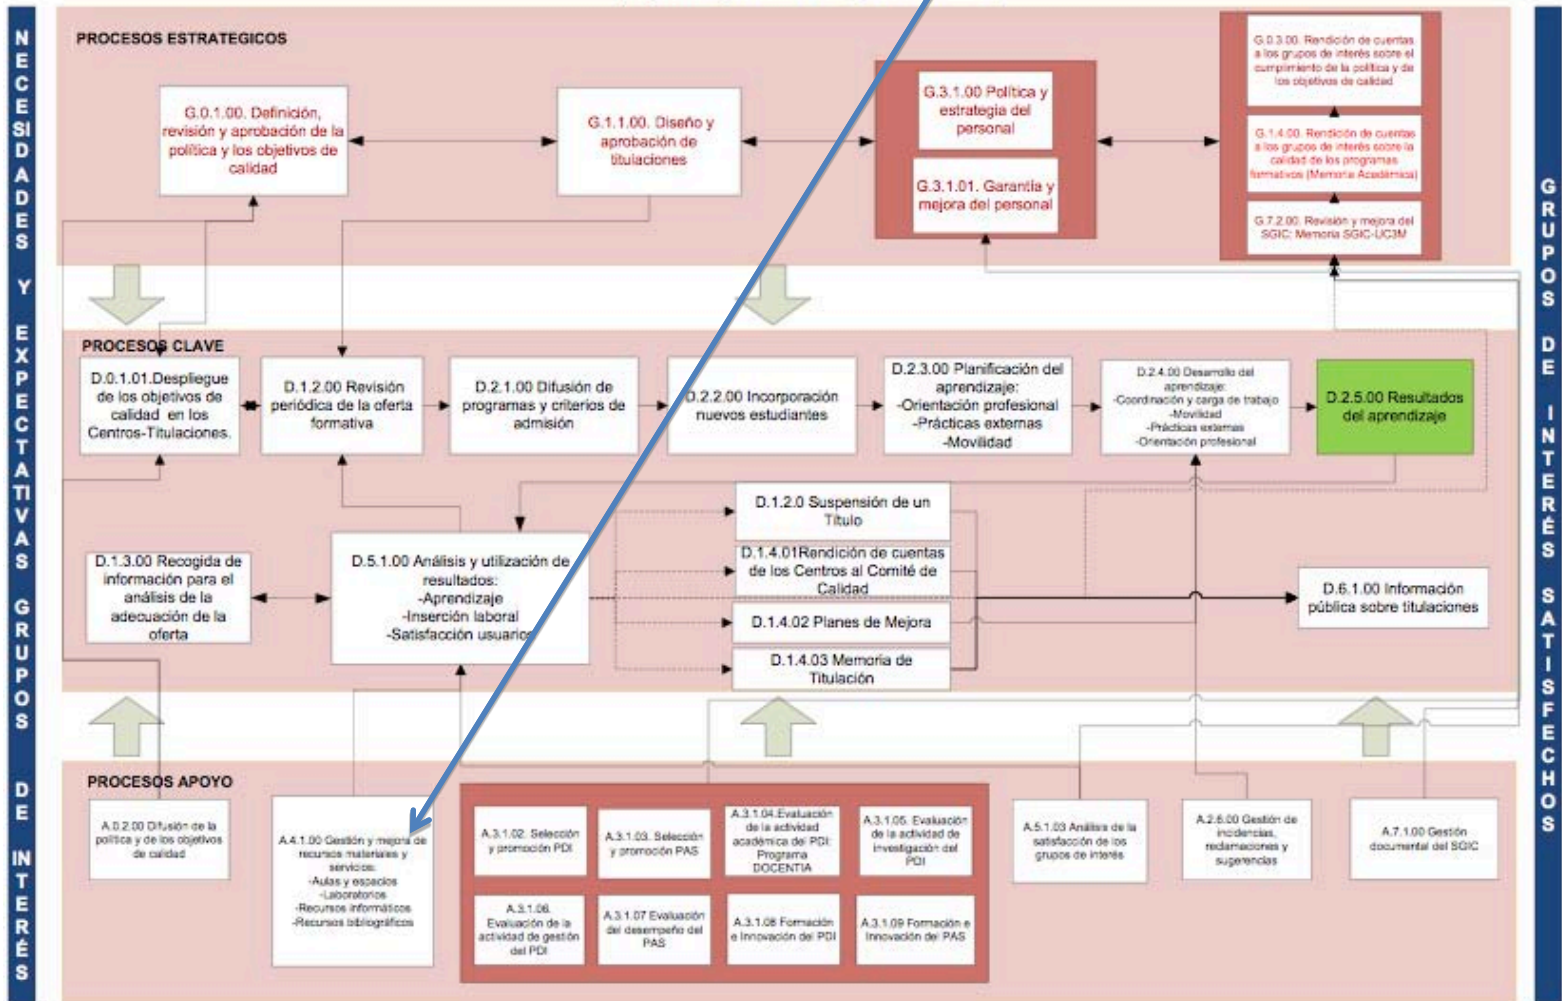 NECESIDADES Y EXPECTATIVAS GRUPOS DE INTERÉS
PROCESOS ESTRATEGICOS
G.0.1.00. Definición,
revisión y aprobación de la
política y los objetivos de
calidad
G.1.1.00. Diseño y
aprobación de
titulaciones
G.3.1.00 Política y
estrategia del
personal
G.3.1.01. Garantía y
mejora del personal
G.0.3.00. Rendición de cuentas
a los grupos de interés sobre el
cumplimiento de la política y de
los objetivos de calidad
G.1.4.00. Rendición de cuentas
a los grupos de interés sobre la
calidad de los programas
formativos (Memoria Académica)
G.7.2.00. Revisión y mejora del
SGIC: Memoria SGIC-UC3M
PROCESOS CLAVE
D.0.1.01.Despliegue
de los objetivos de
calidad en los
Centros-Titulaciones.
D.1.2.00 Revisión
periódica de la oferta
formativa
D.2.1.00 Difusión de
programas y criterios de
admisión
D.2.2.00 Incorporación
nuevos estudiantes
D.2.3.00 Planificación del
aprendizaje:
-Orientación profesional
-Prácticas externas
-Movilidad
D.2.4.00 Desarrollo del
aprendizaje:
-Coordinación y carga de trabajo
-Movilidad
-Prácticas externas
-Orientación profesional
D.2.5.00 Resultados
del aprendizaje
D.1.3.00 Recogida de
información para el
análisis de la
adecuación de la
oferta
D.5.1.00 Análisis y utilización de
resultados:
-Aprendizaje
-Inserción laboral
-Satisfacción usuarios
D.1.2.0 Suspensión de un
Título
D.1.4.01Rendición de cuentas
de los Centros al Comité de
Calidad
D.1.4.02 Planes de Mejora
D.1.4.03 Memoria de
Titulación
D.6.1.00 Información
pública sobre titulaciones
PROCESOS APOYO
A.0.2.00 Difusión de la
política y de los objetivos
de calidad
A.4.1.00 Gestión y mejora de
recursos materiales y
servicios:
-Aulas y espacios
-Laboratorios
-Recursos informáticos
-Recursos bibliográficos
A.3.1.02. Selección
y promoción PDI
A.3.1.03. Selección
y promoción PAS
A.3.1.04.Evaluación
de la actividad
académica del PDI:
Programa
DOCENTIA
A.3.1.05. Evaluación
de la actividad de
investigación del
PDI
A.3.1.06.
Evaluación de la
actividad de gestión
del PDI
A.3.1.07 Evaluación
del desempeño del
PAS
A.3.1.08 Formación
e Innovación del PDI
A.3.1.09 Formación e
Innovación del PAS
A.5.1.03 Análisis de la
satisfacción de los
grupos de interés
A.2.6.00 Gestión de
incidencias,
reclamaciones y
sugerencias
A.7.1.00 Gestión
documental del SGIC
GRUPOS DE INTERÉS SATISFECHOS